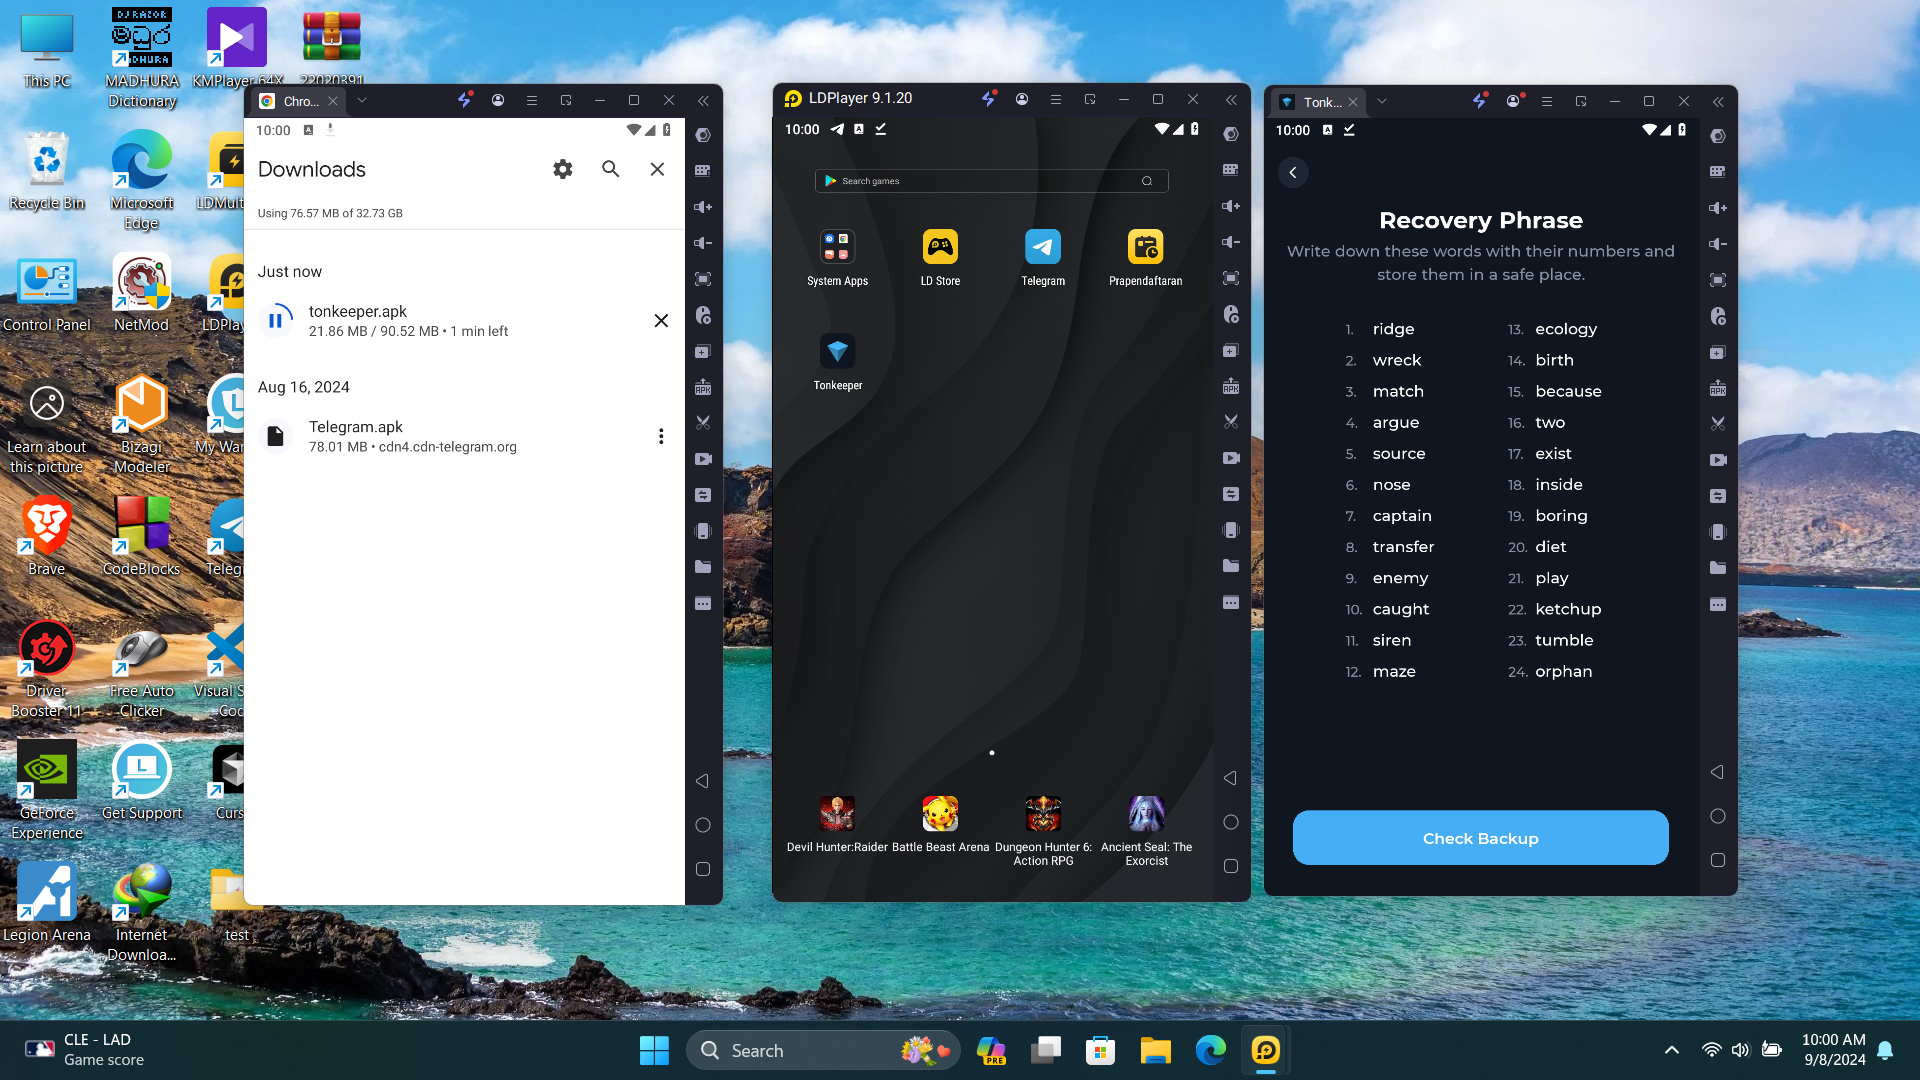 This PC
MADHURA Dictionary
KMPlayer 64X
22020391
Recycle Bin
Microsoft Edge
LDMult
Control Panel
NetMod
LDPlay
Learn about this picture
Bizagi Modeler
My War
Brave
CodeBlocks
Telegr
Driver Booster 11
Free Auto Clicker
Visual S
Cod
GeForce Experience
Get Support
Curs
Legion Arena
Internet Downloa...
test
Chro...
10:00
Downloads
Using 76.57 MB of 32.73 GB
Just now
tonkeeper.apk
21.86 MB / 90.52 MB • 1 min left
Aug 16, 2024
Telegram.apk
78.01 MB • cdn4.cdn-telegram.org
LDPlayer 9.1.20
10:00
Search games
System Apps
LD Store
Telegram
Prapendaftaran
Tonkeeper
Devil Hunter:Raider
Battle Beast Arena
Dungeon Hunter 6: Action RPG
Ancient Seal: The Exorcist
Tonk...
10:00
Recovery Phrase
Write down these words with their numbers and
store them in a safe place.
1. ridge
2. wreck
3. match
4. argue
5. source
6. nose
7. captain
8. transfer
9. enemy
10. caught
11. siren
12. maze
13. ecology
14. birth
15. because
16. two
17. exist
18. inside
19. boring
20. diet
21. play
22. ketchup
23. tumble
24. orphan
Check Backup
CLE - LAD
Game score
Search
PRE
10:00 AM
9/8/2024